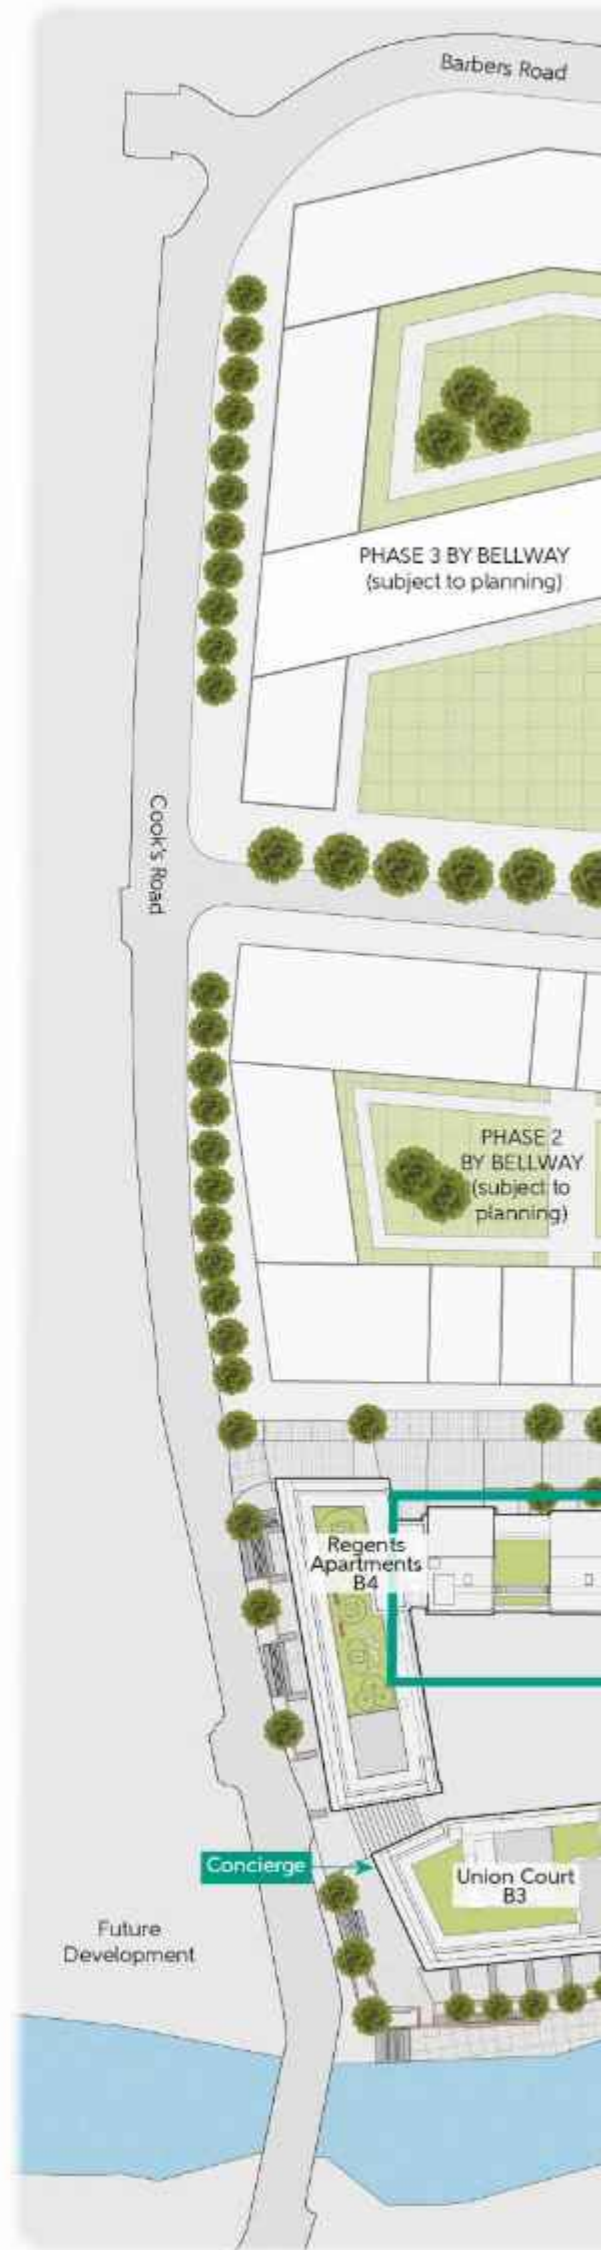 Barbers Road
PHASE 3 BY BELLWAY
(subject to planning)
Cook's Road
PHASE 2
BY BELLWAY
(subject to
planning)
Regents
Apartments
B4
Concierge
Union Court
B3
Future
Development